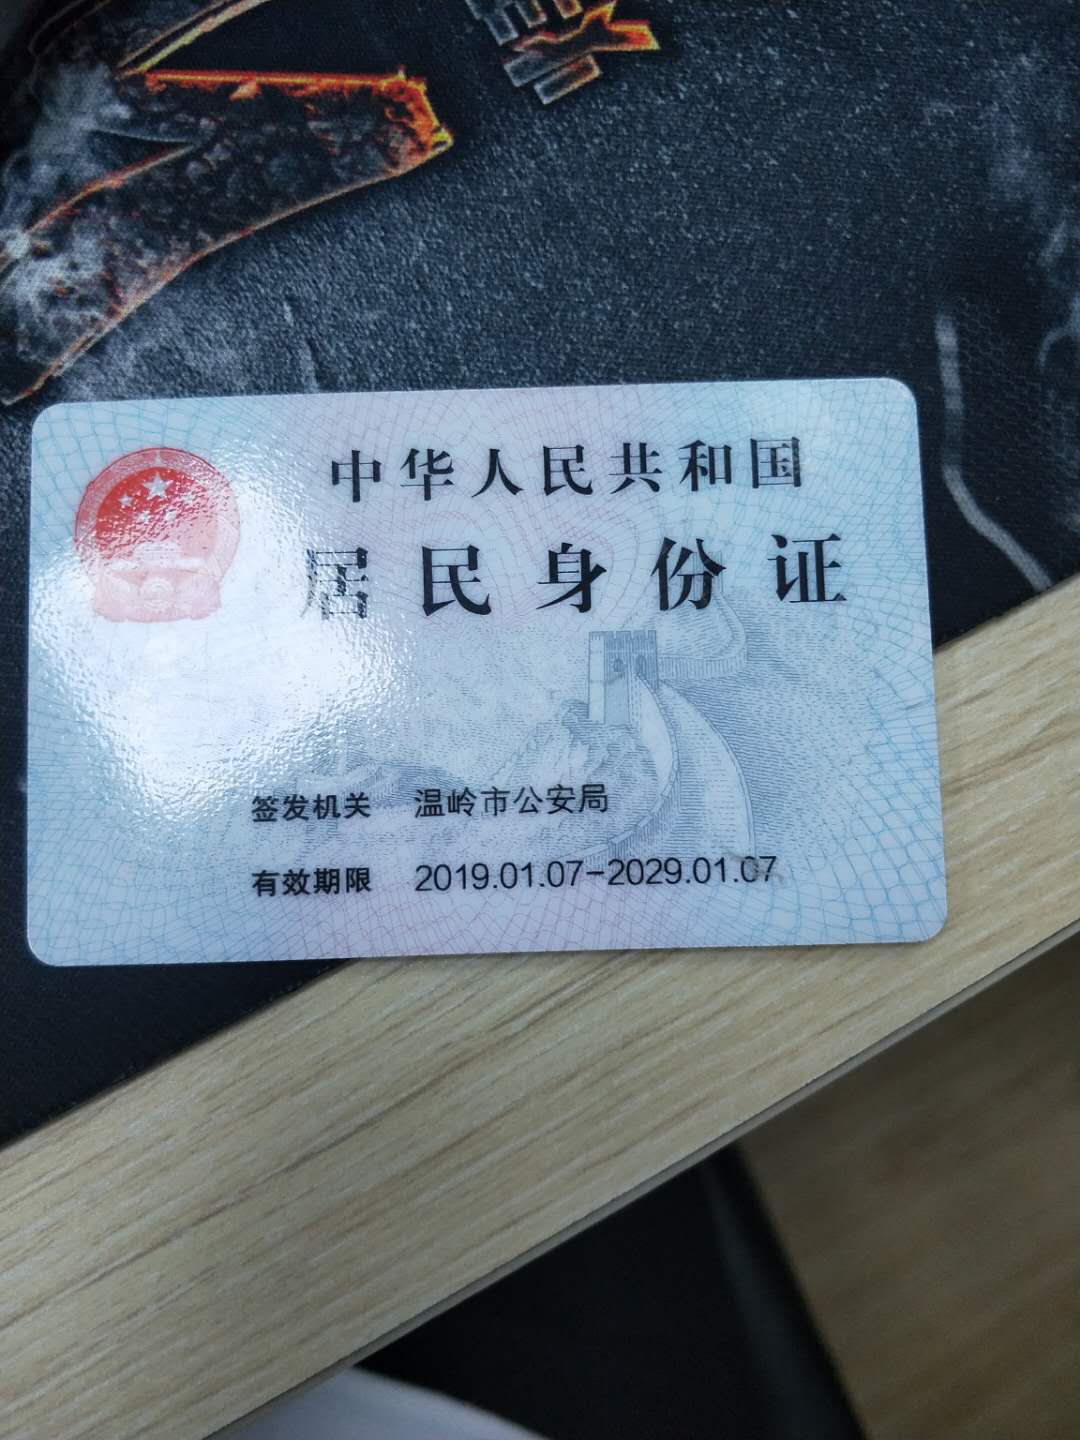 中华人民共和国
居民身份证
签发机关 温岭市公安局
有效期限 2019.01.07-2029.01.07